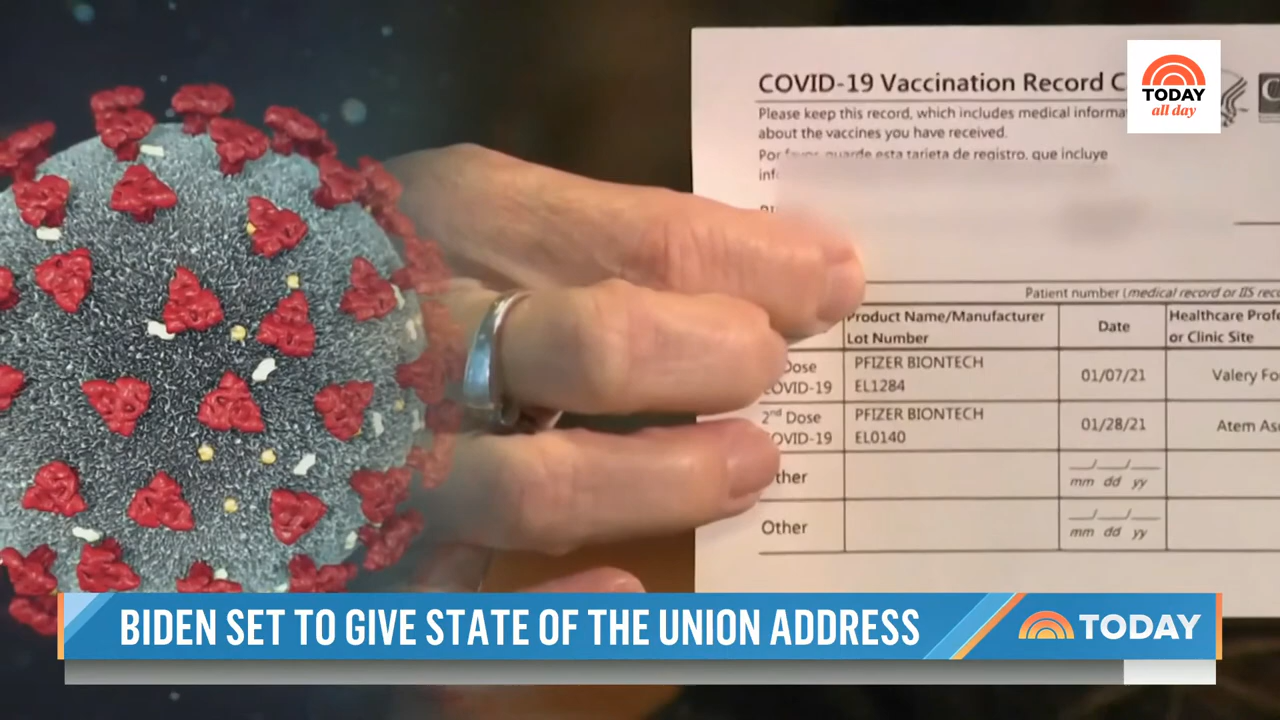 COVID-19 Vaccination Record C
TODAY
all day
Please keep this record, which includes medical informa
about the vaccines you have received.
Por favor, guarde esta tarjeta de registro, que incluye
Patient number (medical record or IIS reco
Product Name/Manufacturer
Lot Number
Date
Healthcare Profe
or Clinic Site
Dose
COVID-19
PFIZER BIONTECH
EL1284
01/07/21
Valery Fo
2nd Dose
COVID-19
PFIZER BIONTECH
EL0140
01/28/21
Atem Ase
Other
mm dd yy
Other
mm dd yy
BIDEN SET TO GIVE STATE OF THE UNION ADDRESS
TODAY